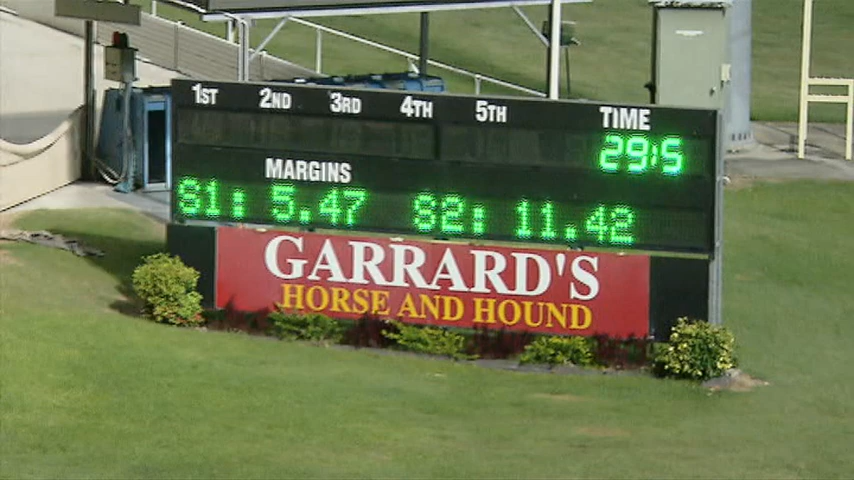 1ST 2ND 3RD 4TH 5TH TIME
29:5
MARGINS
S1: 5.47 S2: 11.42
GARRARD'S
HORSE AND HOUND